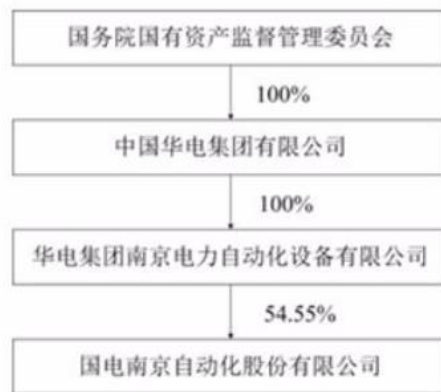 国务院国有资产监督管理委员会
100%
中国华电集团有限公司
100%
华电集团南京电力自动化设备有限公司
54.55%
国电南京自动化股份有限公司